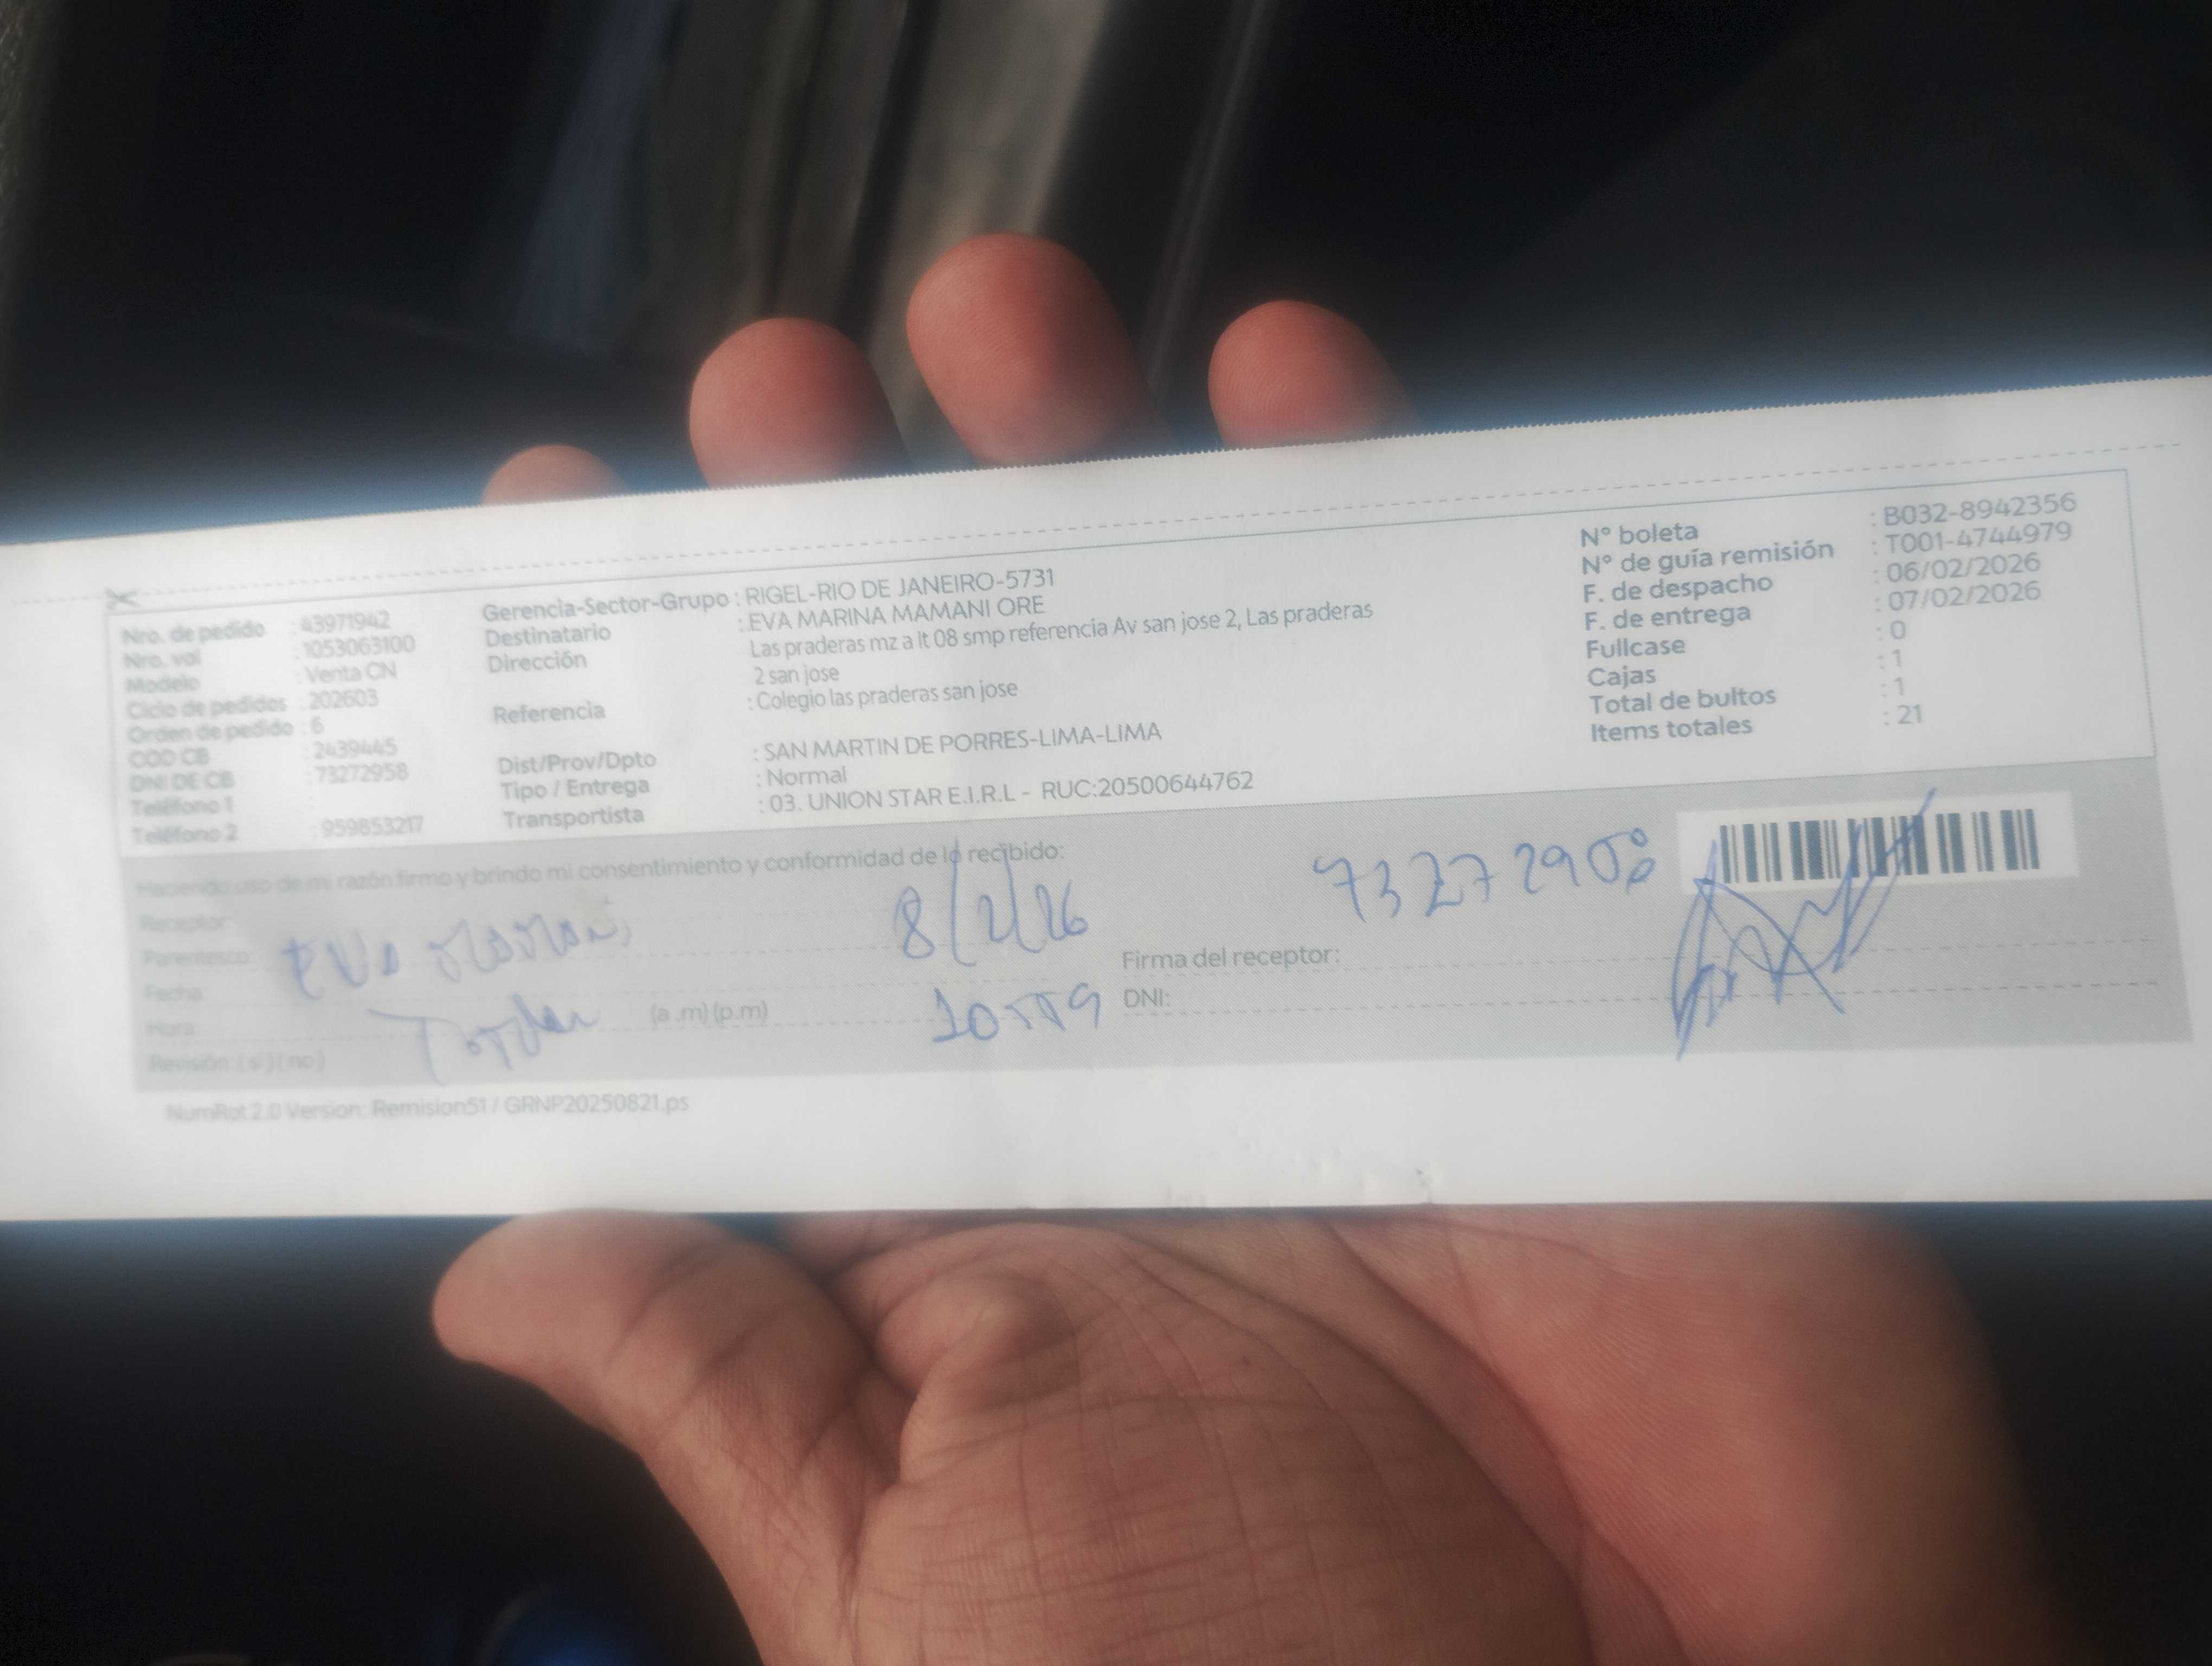 Nro. de pedido : 43971942
Nro. val : 1053063100
Modelo : Venta CN
Ciclo de pedidos : 202603
Orden de pedido : 6
COD CB : 2439445
DNI DE CB : 73272958
Teléfono 1 :
Teléfono 2 : 959853217
Gerencia-Sector-Grupo : RIGEL-RIO DE JANEIRO-5731
Destinatario : EVA MARINA MAMANI ORE
Dirección Las praderas mz a lt 08 smp referencia Av san jose 2, Las praderas
2 san jose
Referencia : Colegio las praderas san jose
Dist/Prov/Dpto : SAN MARTIN DE PORRES-LIMA-LIMA
Tipo / Entrega : Normal
Transportista : 03. UNION STAR E.I.R.L - RUC:20500644762
N° boleta : B032-8942356
N° de guía remisión : T001-4744979
F. de despacho : 06/02/2026
F. de entrega : 07/02/2026
Fullcase : 0
Cajas : 1
Total de bultos : 1
Items totales : 21
Haciendo uso de mi razón firmo y brindo mi consentimiento y conformidad de lo recibido:
Receptor:
Parentesco:
Fecha:
Hora: (a .m) (p.m)
Revisión: ( si ) ( no )
8/2/26
Firma del receptor:
DNI:
NumRot 2.0 Version: Remision51 / GRNP20250821.ps